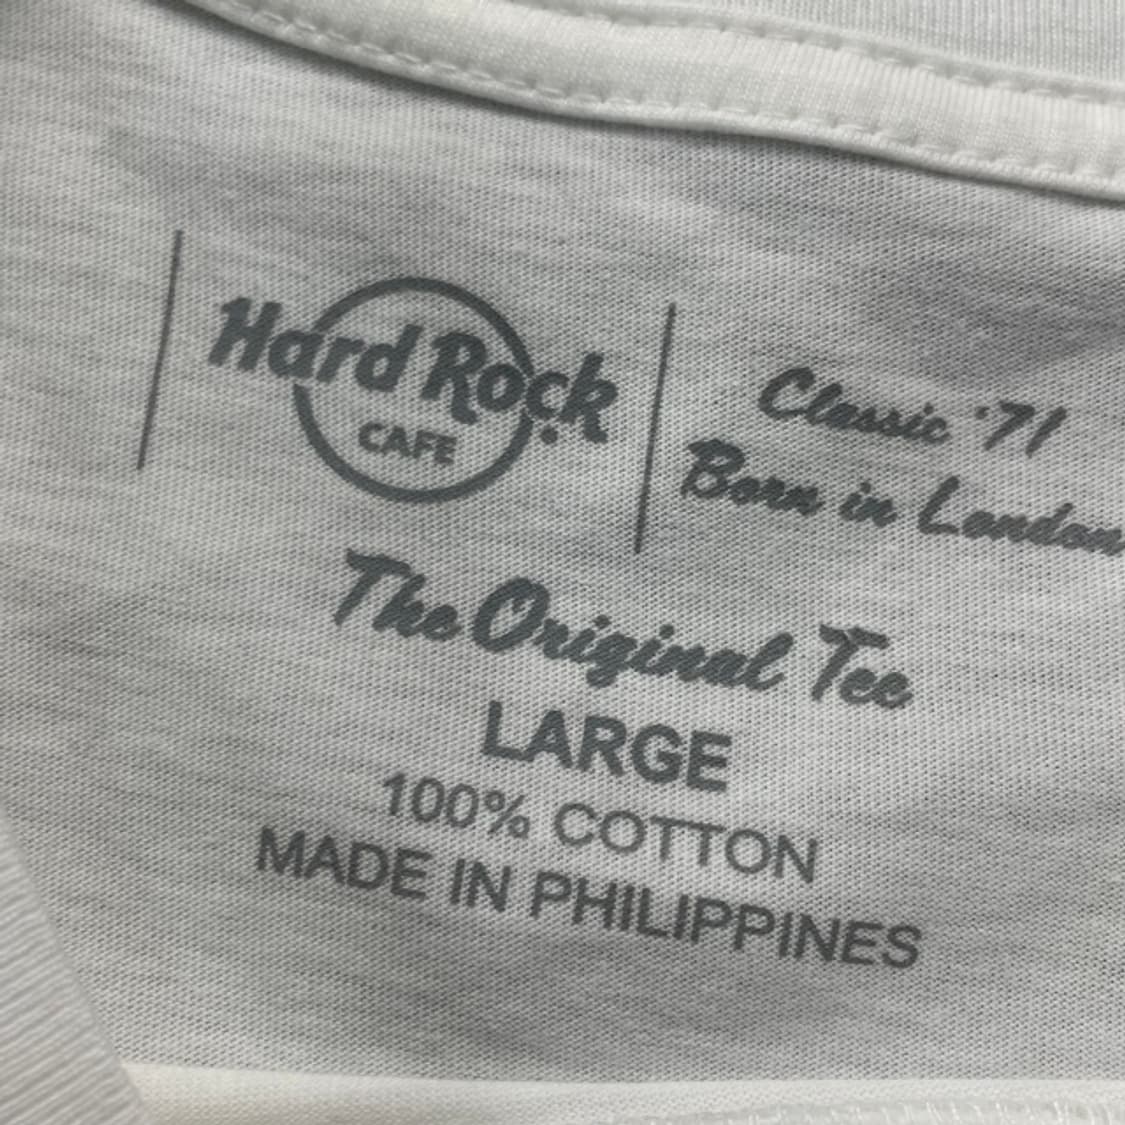 Hard Rock
CAFE
Classic '71
Born in London
The Original Tee
LARGE
100% COTTON
MADE IN PHILIPPINES